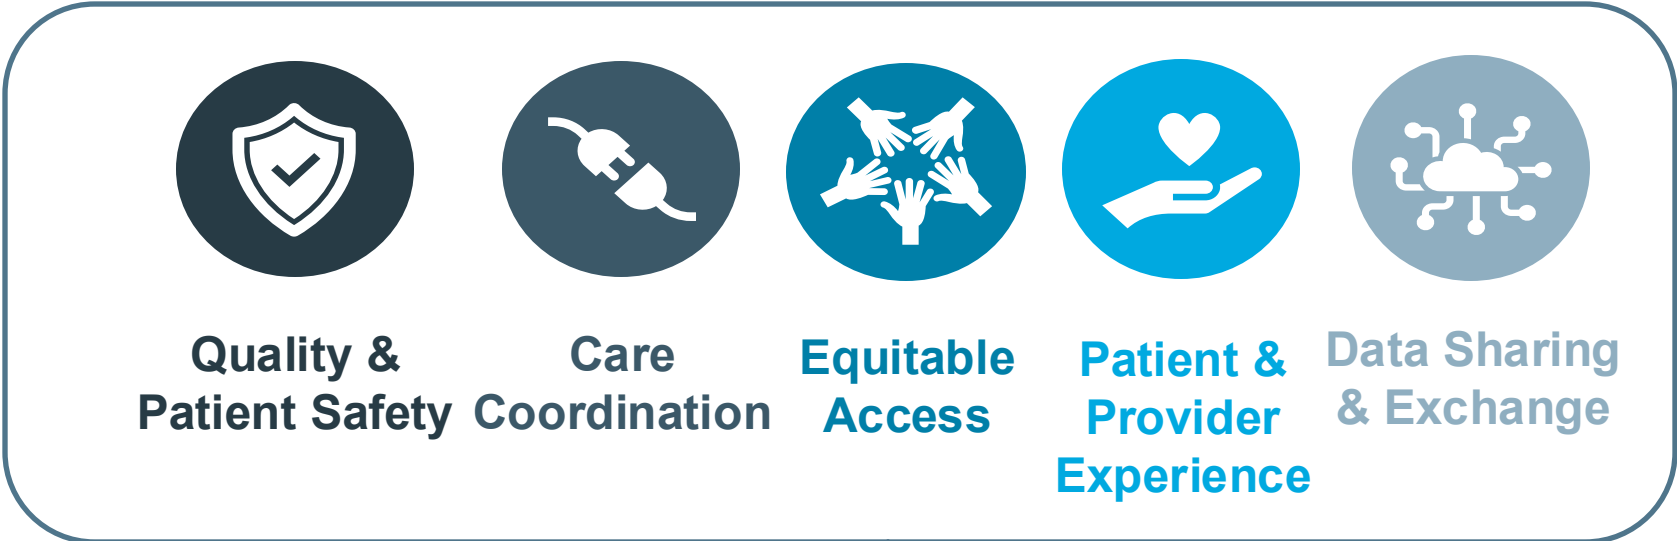 Quality &
Patient Safety
Care
Coordination
Equitable
Access
Patient &
Provider
Experience
Data Sharing
& Exchange